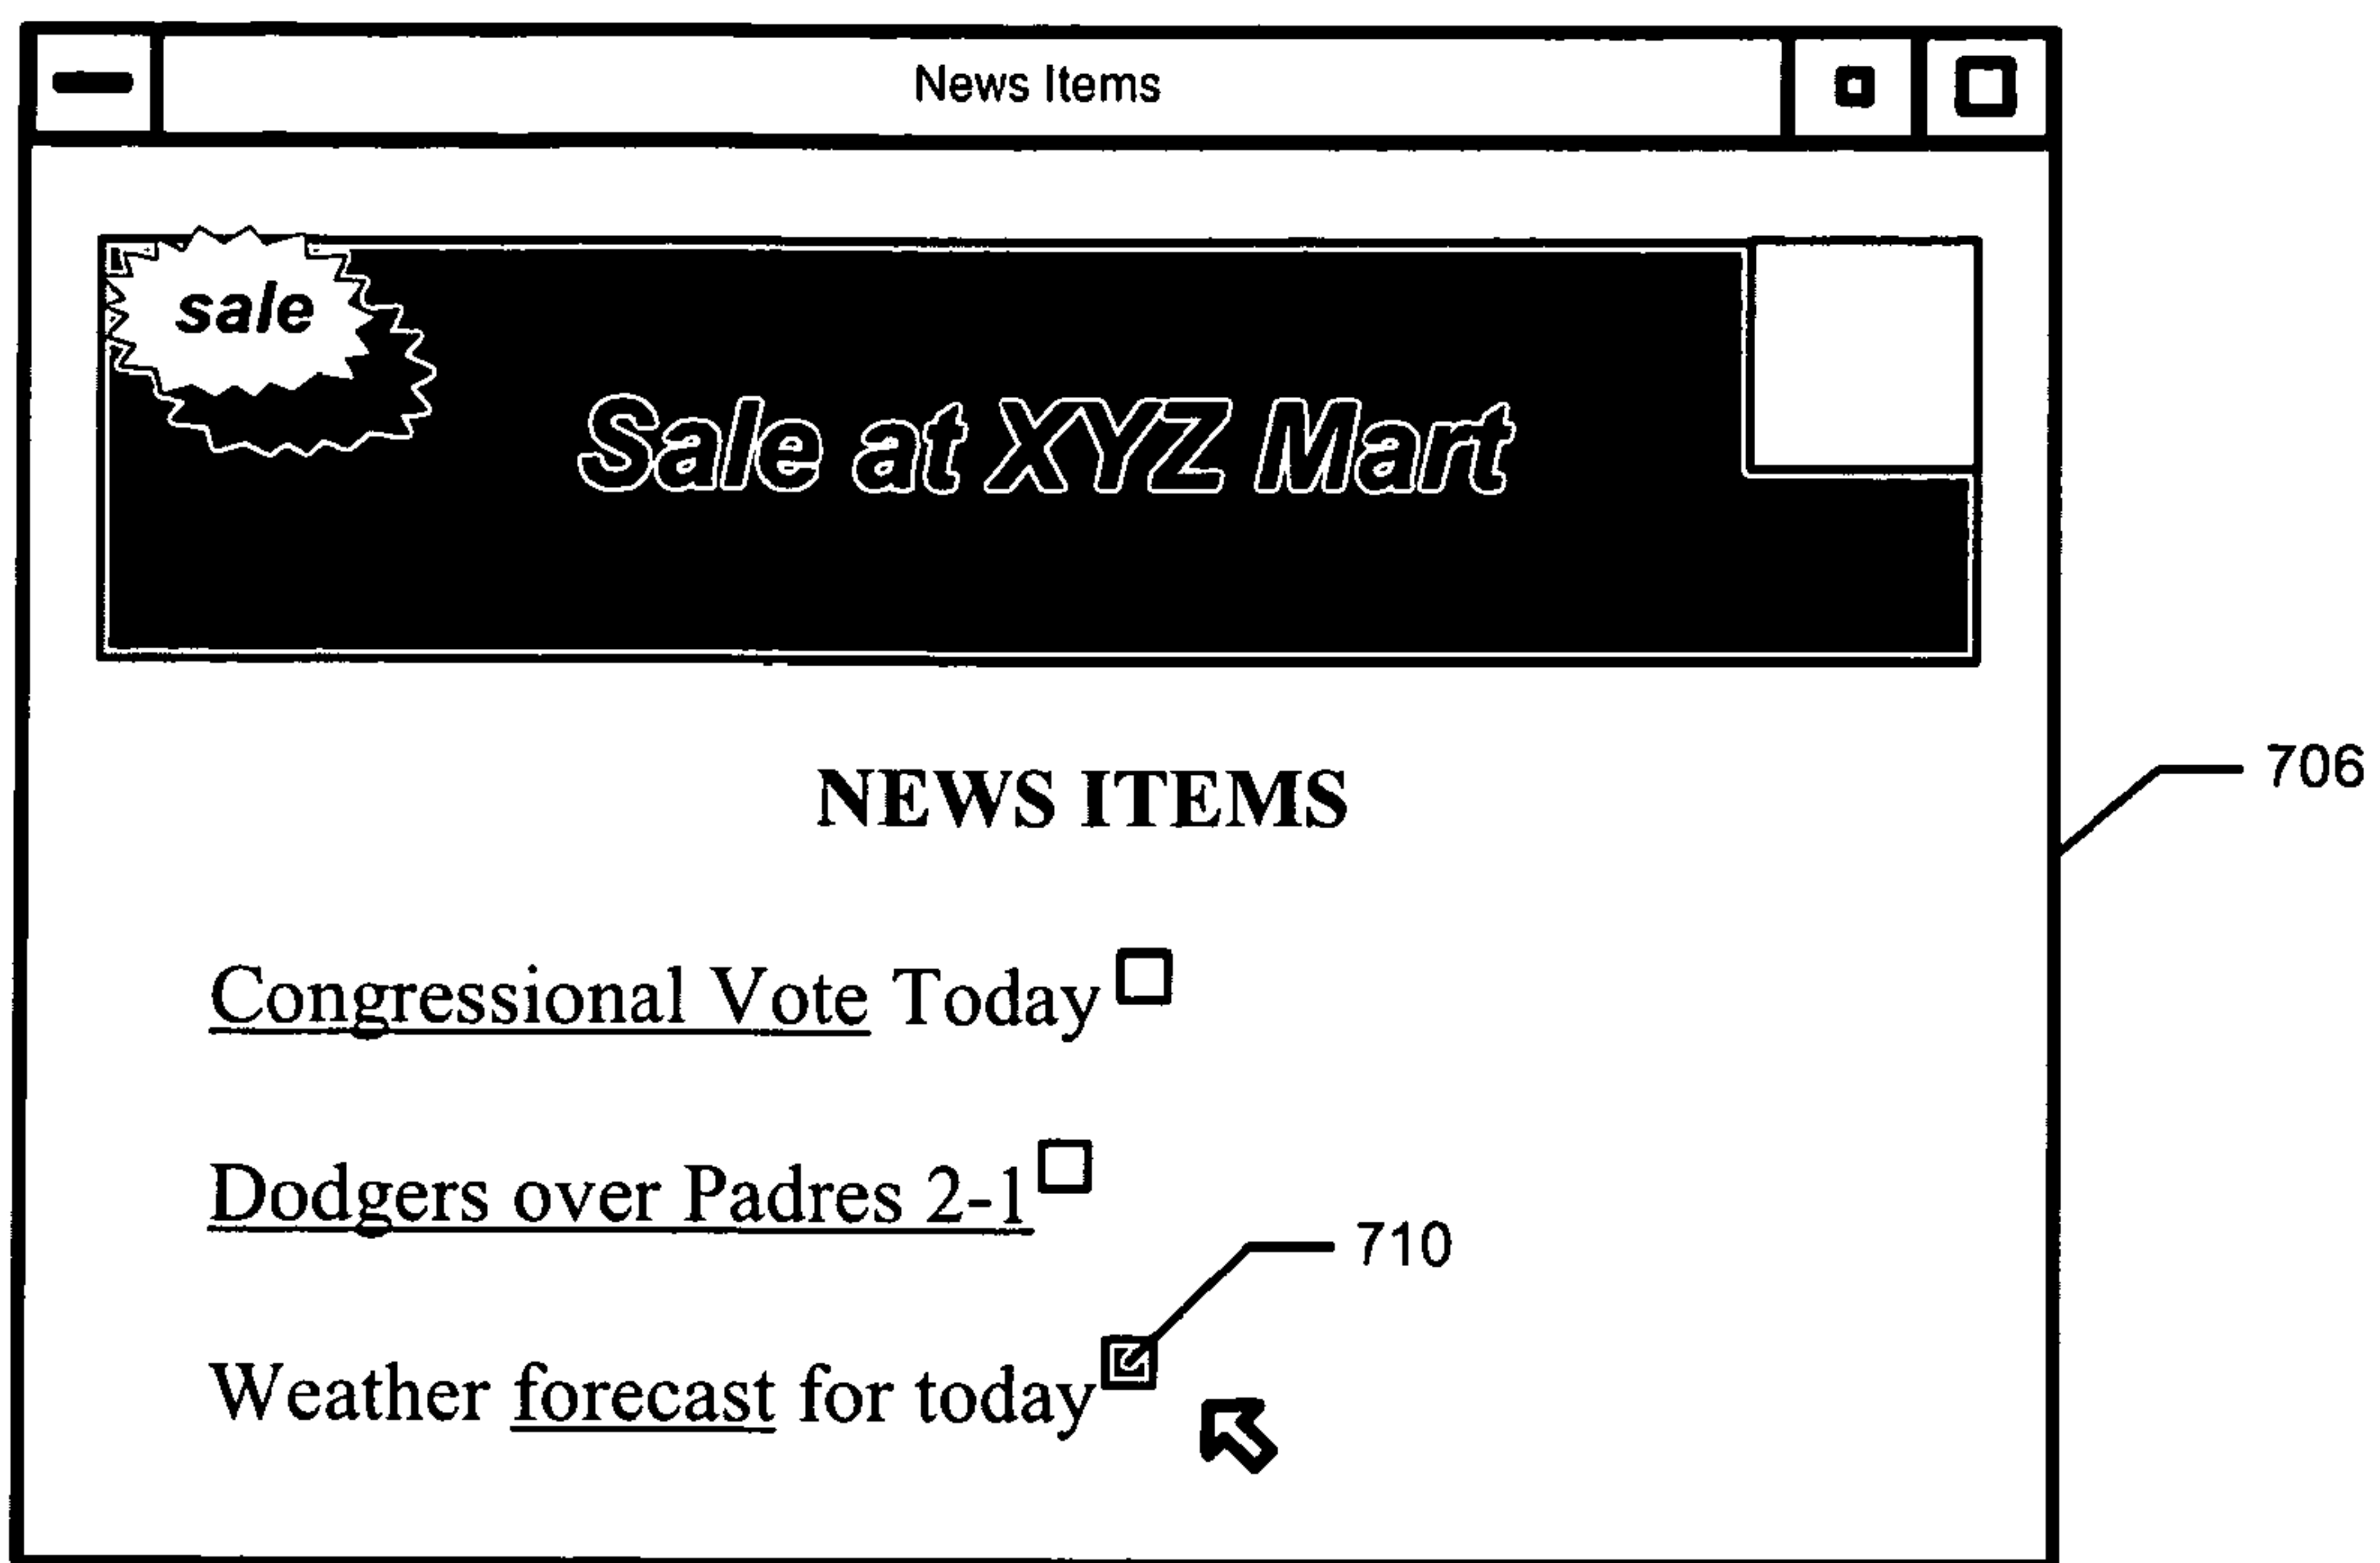 News Items
sale
Sale at XYZ Mart
NEWS ITEMS
706
Congressional Vote Today
Dodgers over Padres 2-1
710
Weather forecast for today